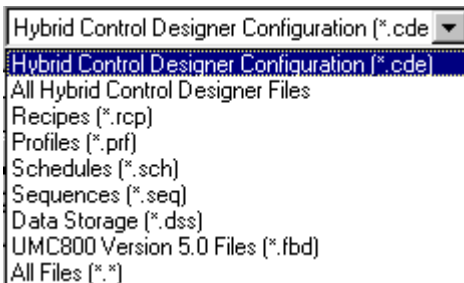 Hybrid Control Designer Configuration (*.cde
Hybrid Control Designer Configuration (*.cde)
All Hybrid Control Designer Files
Recipes (*.rcp)
Profiles (*.prf)
Schedules (*.sch)
Sequences (*.seq)
Data Storage (*.dss)
UMC800 Version 5.0 Files (*.fbd)
All Files (*.*)